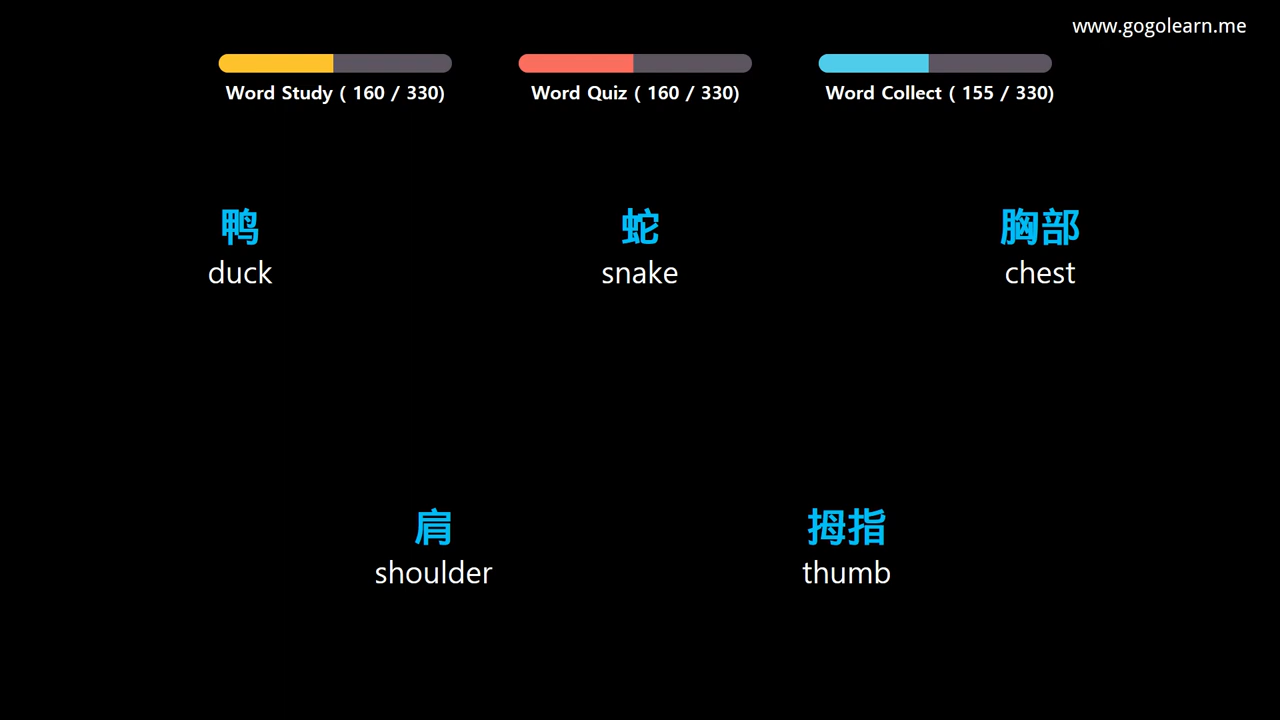 www.gogolearn.me
Word Study ( 160 / 330)
Word Quiz ( 160 / 330)
Word Collect ( 155 / 330)
鸭
duck
蛇
snake
胸部
chest
肩
shoulder
拇指
thumb